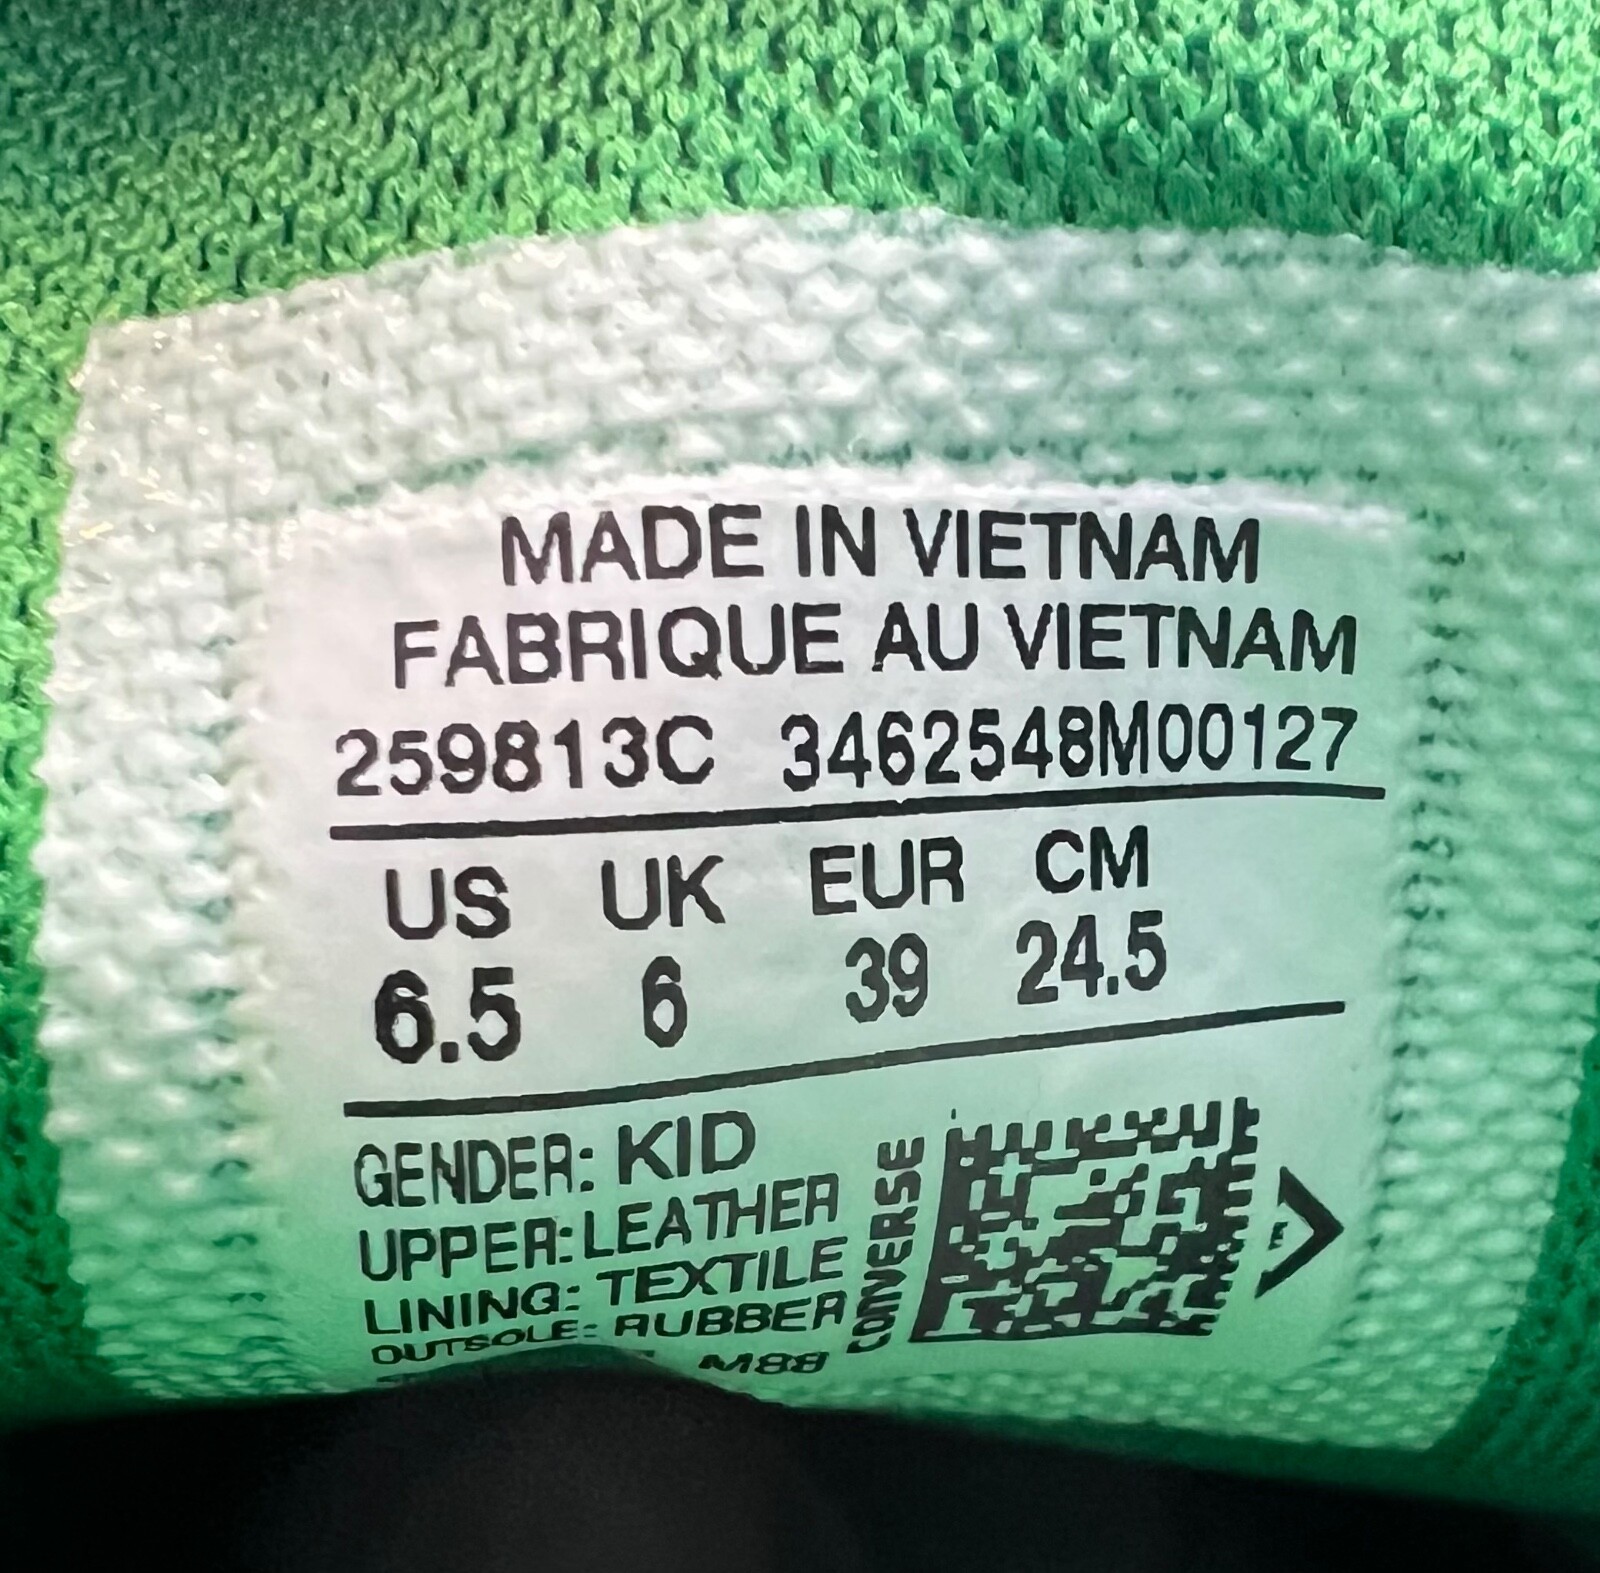 MADE IN VIETNAM
FABRIQUE AU VIETNAM
259813C 3462548M00127
US UK EUR CM
6.5 6 39 24.5
GENDER: KID
UPPER: LEATHER
LINING: TEXTILE
OUTSOLE: RUBBER
M88
CONVERSE